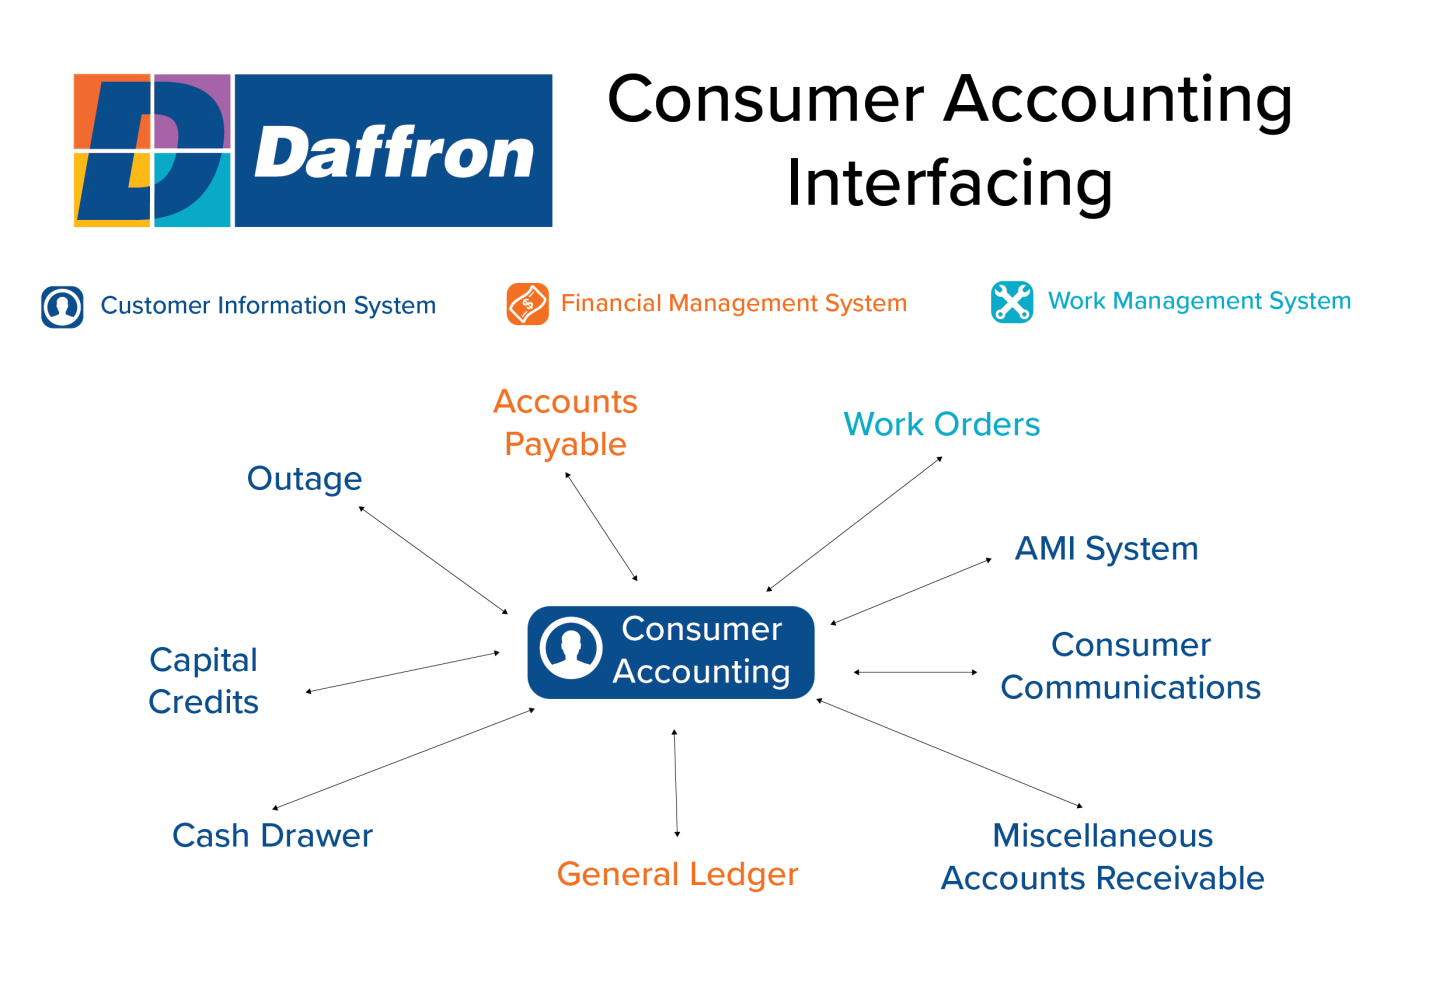 Daffron
Consumer Accounting
Interfacing
Customer Information System
Financial Management System
Work Management System
Accounts
Payable
Work Orders
Outage
AMI System
Consumer
Accounting
Consumer
Communications
Capital
Credits
Cash Drawer
General Ledger
Miscellaneous
Accounts Receivable